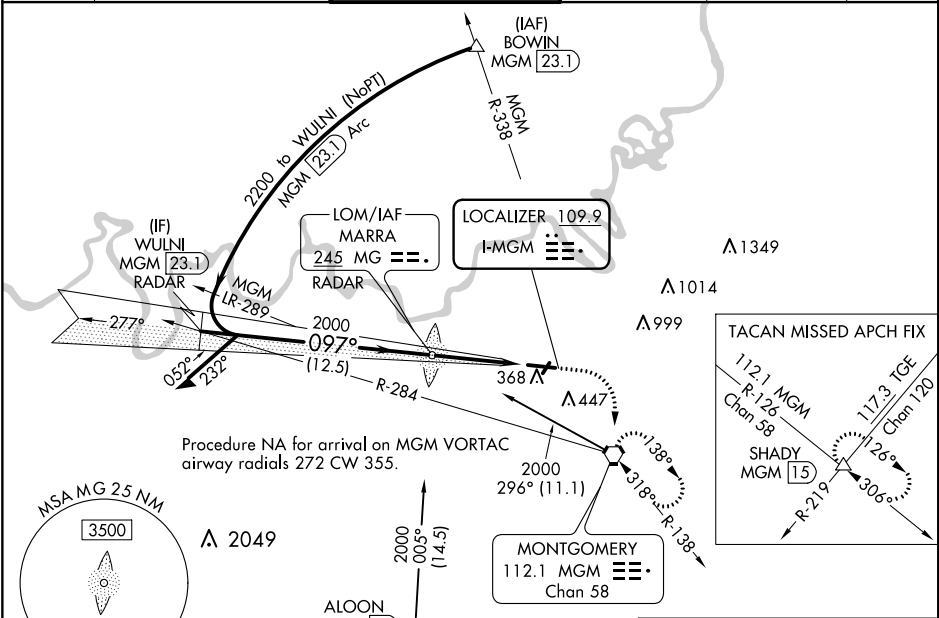 (IAF)
BOWIN
MGM 23.1
MGM
R-338
2200 to WULNI (NoPT)
MGM 23.1 Arc
LOM/IAF
MARRA
245 MG
RADAR
LOCALIZER 109.9
I-MGM
1349
1014
999
(IF)
WULNI
MGM 23.1
RADAR
MGM
LR-289
277°
2000
097°
(12.5)
052°
232°
R-284
368
447
TACAN MISSED APCH FIX
112.1 MGM
R-126
Chan 58
117.3 TGE
Chan 120
SHADY
MGM 15
126°
306°
R-219
Procedure NA for arrival on MGM VORTAC
airway radials 272 CW 355.
2000
296° (11.1)
138°
318°
R-138
MSA MG 25 NM
3500
2049
2000
005°
(14.5)
MONTGOMERY
112.1 MGM
Chan 58
ALOON